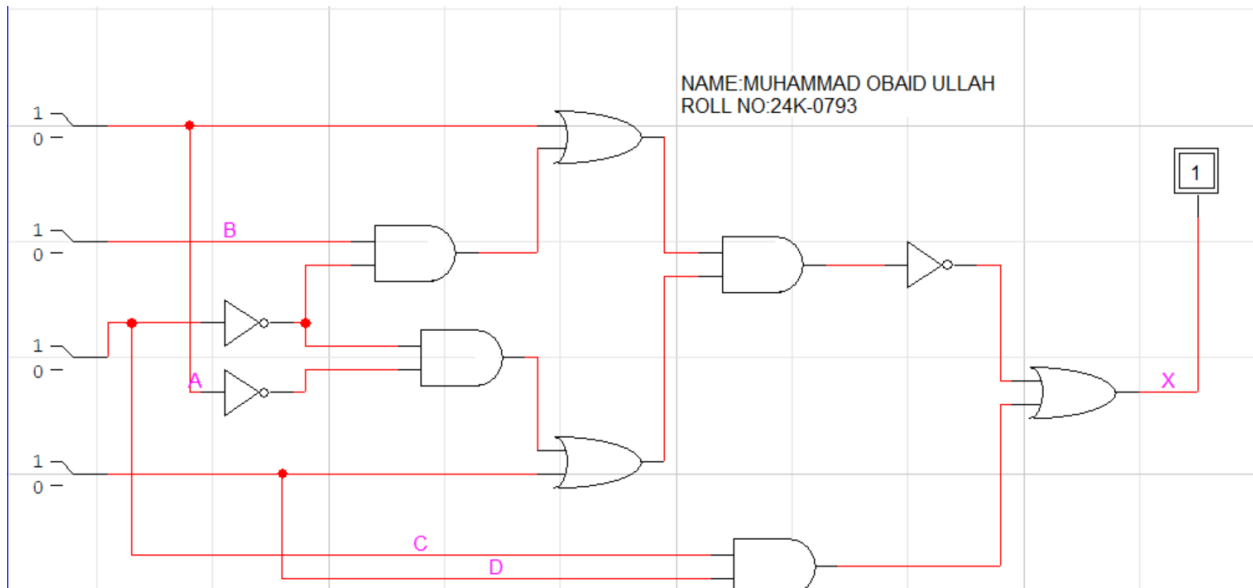 NAME:MUHAMMAD OBAID ULLAH
ROLL NO:24K-0793
1
0
1
B
1
0
1
0
A
X
1
0
C
D